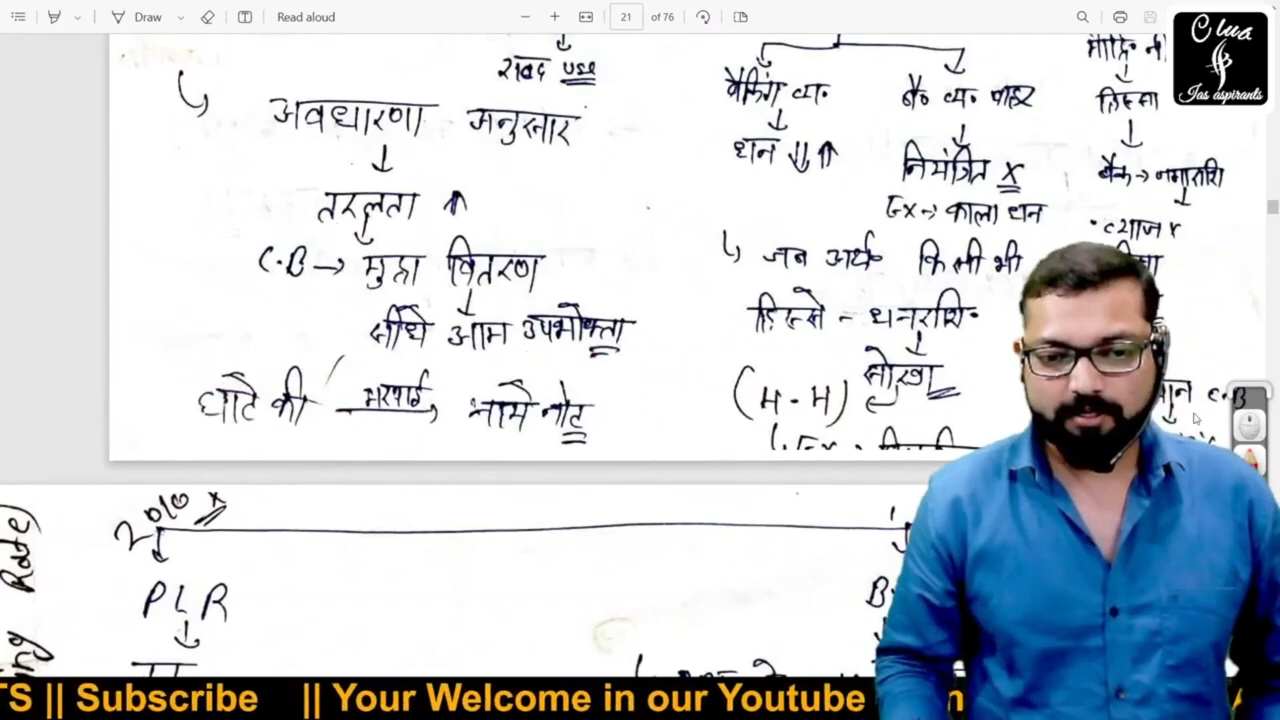 Draw
Read aloud
21 of 76
Clua
Ias aspirants
शब्द use
अवधारणा अनुसार
तरलता
C.B → मुद्रा वितरण
सीधे आम उपभोक्ता
घाटे की भरपाई नामे नोट
बैंकिंग व्य.
धन
बै. व्य. बाहर
नियंत्रित x
Ex → काला धन
जब अर्थ. किसी भी
हिस्से - धनराशि.
सोखा
(म.म)
हिस्सा
बैंक → जमाराशि
ब्याज x
C.B
2010 x
PLR
Rate)
TS || Subscribe || Your Welcome in our Youtube